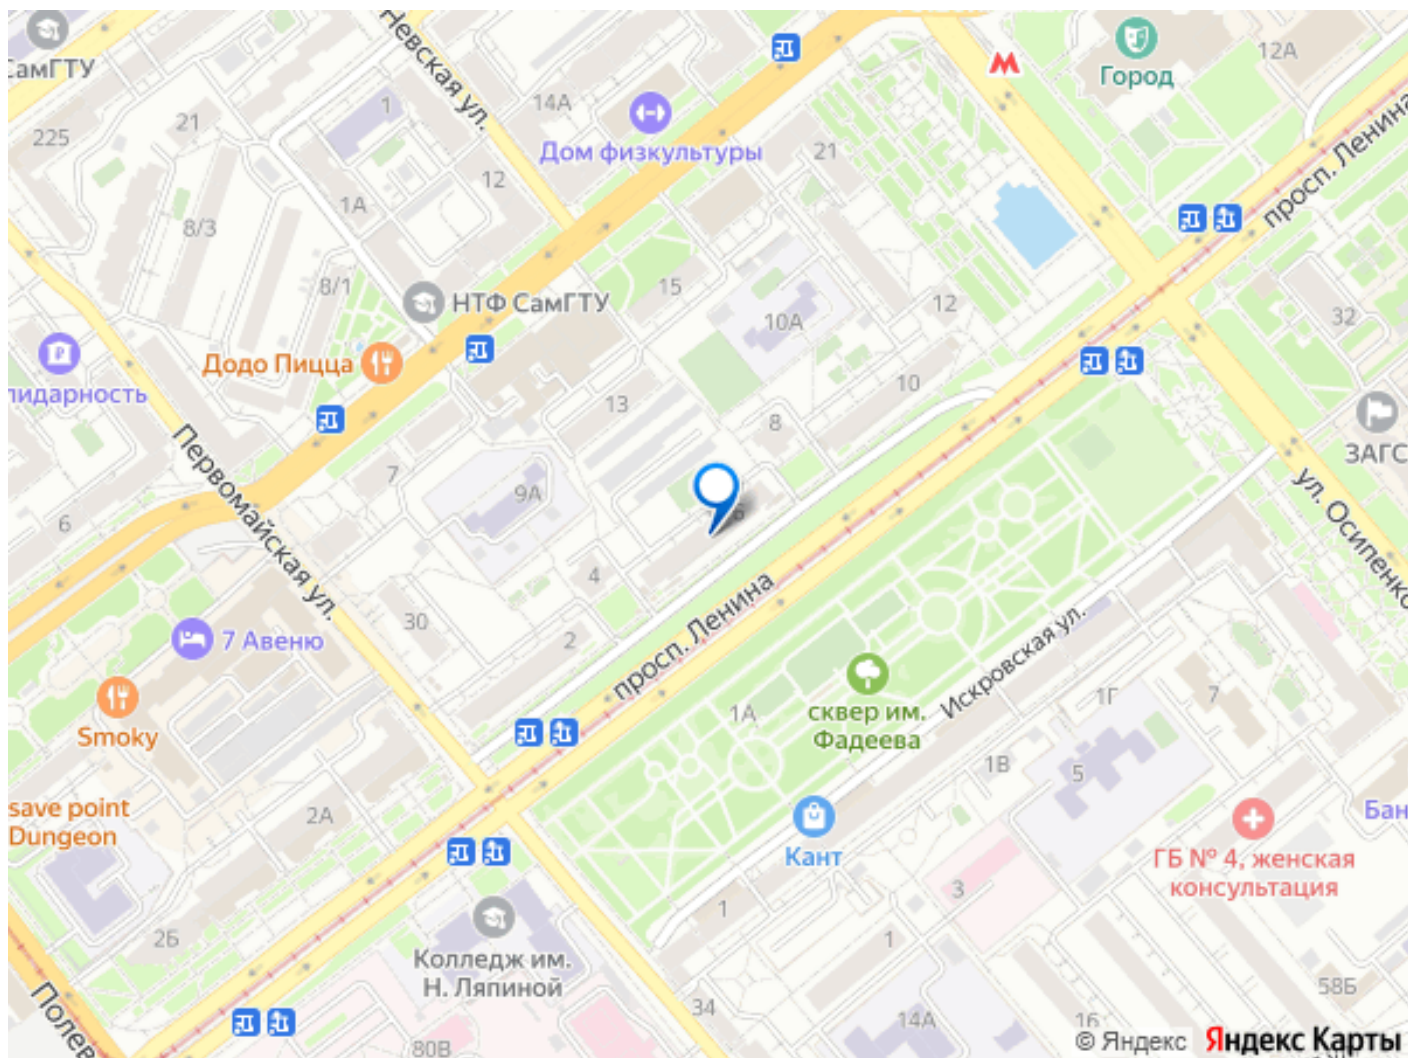 СамГТУ
Невская ул.
14А
Город
12А
225
21
1
Дом физкультуры
21
просп. Ленина
12
1А
8/3
8/1
НТФ СамГТУ
15
10А
12
32
Додо Пицца
лидарность
13
10
8
ЗАГС
Первомайская ул.
7
9А
6
ул. Осипенко
4
30
2
7 Авеню
просп. Ленина
Искровская ул.
Smoky
1А
сквер им.
Фадеева
1Г
7
1В
5
save point
Dungeon
2А
Кант
Бан
ГБ № 4, женская
консультация
3
1
1
2Б
Колледж им.
Н. Ляпиной
34
58Б
Полев
14А
16
80В
© Яндекс Яндекс Карты